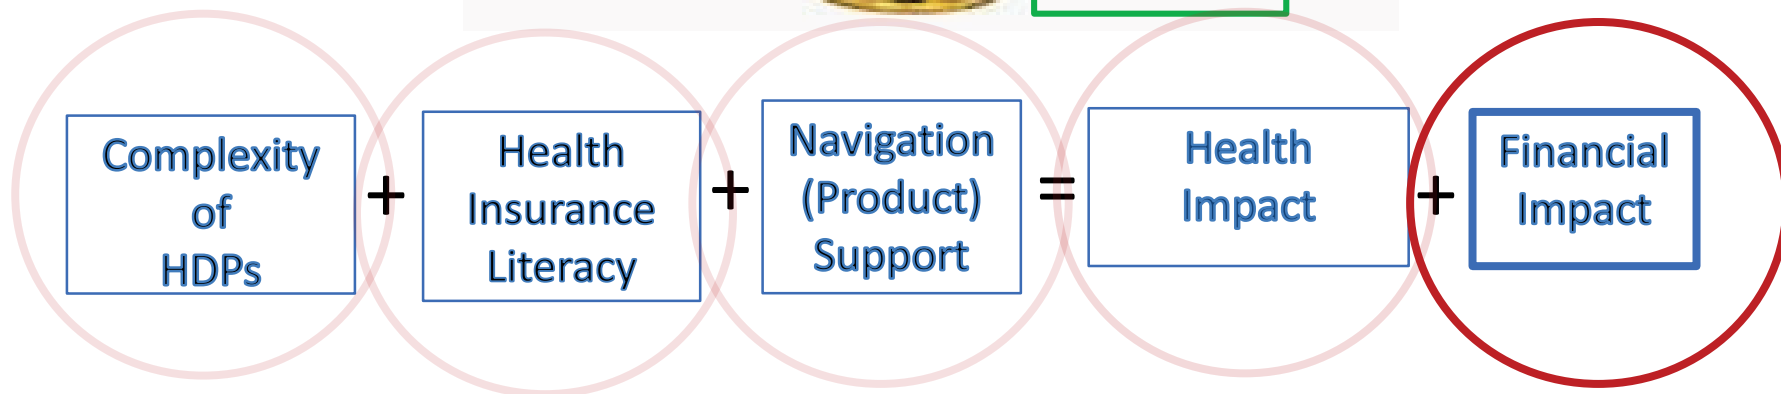 Complexity
of
HDPs
+
Health
Insurance
Literacy
+
Navigation
(Product)
Support
=
Health
Impact
+
Financial
Impact